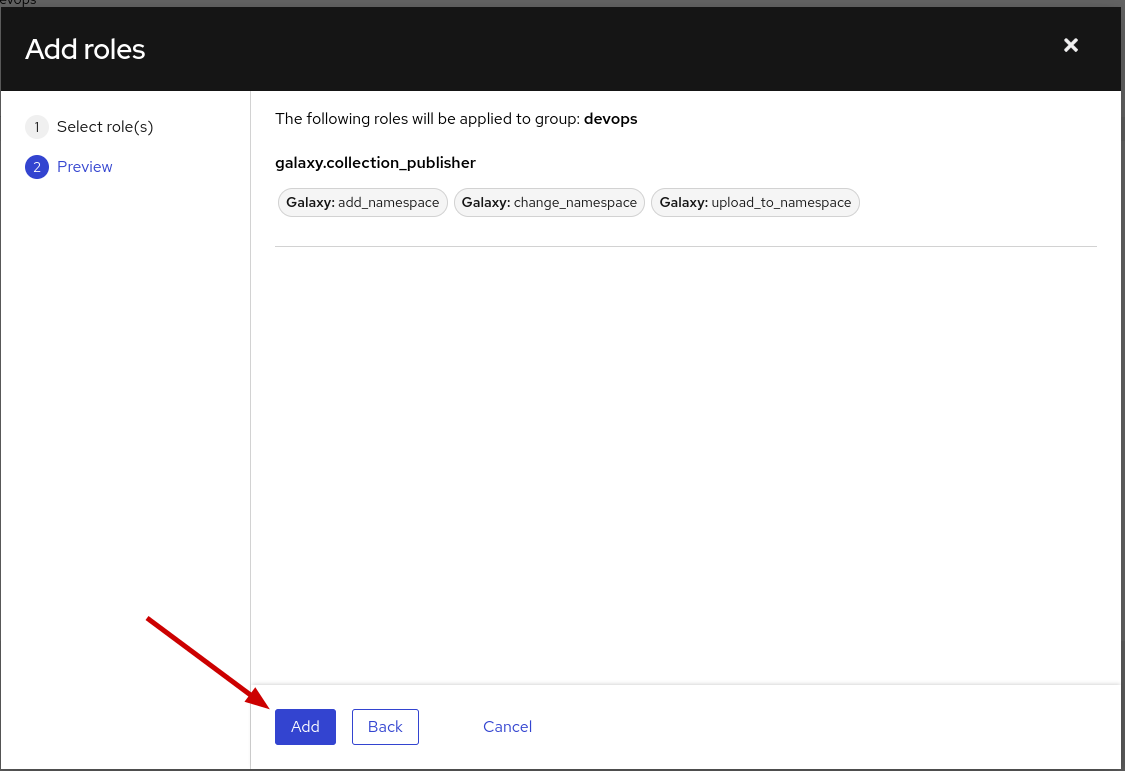 Add roles
1 Select role(s)
2 Preview
The following roles will be applied to group: devops
galaxy.collection_publisher
Galaxy: add_namespace Galaxy: change_namespace Galaxy: upload_to_namespace
Add Back Cancel